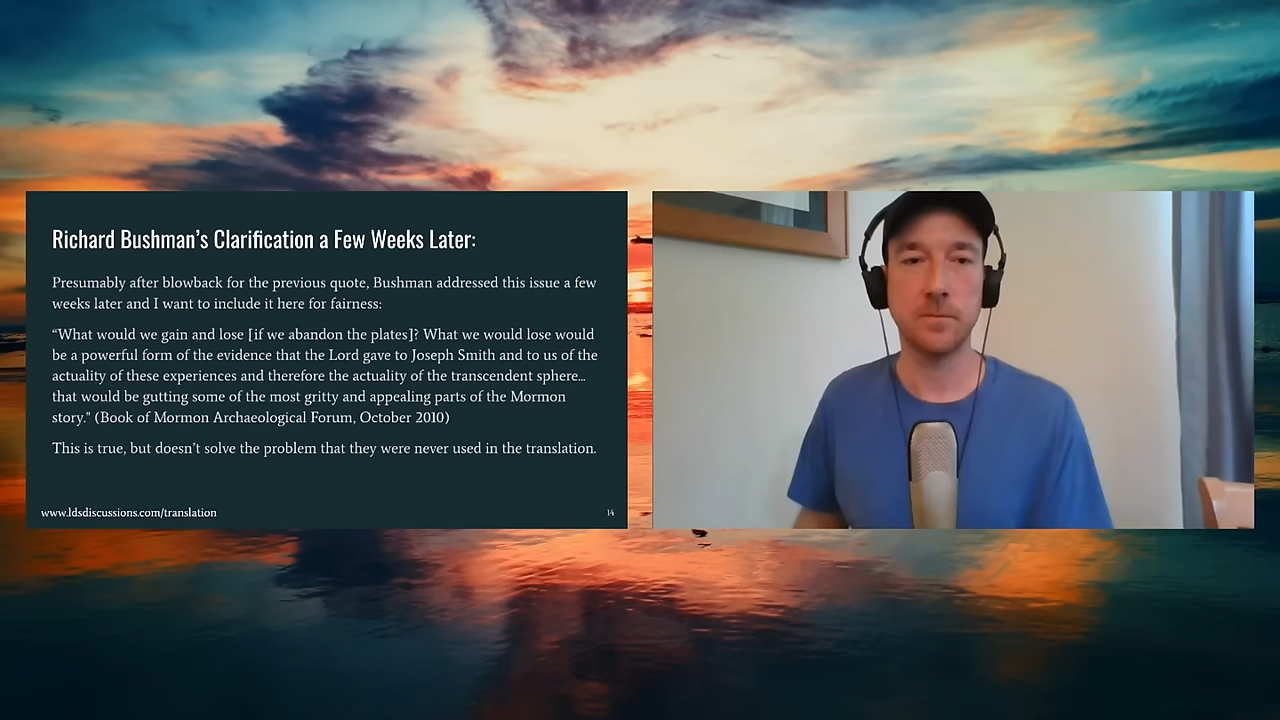 Richard Bushman’s Clarification a Few Weeks Later:
Presumably after blowback for the previous quote, Bushman addressed this issue a few
weeks later and I want to include it here for fairness:
“What would we gain and lose [if we abandon the plates]? What we would lose would
be a powerful form of the evidence that the Lord gave to Joseph Smith and to us of the
actuality of these experiences and therefore the actuality of the transcendent sphere…
that would be gutting some of the most gritty and appealing parts of the Mormon
story." (Book of Mormon Archaeological Forum, October 2010)
This is true, but doesn’t solve the problem that they were never used in the translation.
www.ldsdiscussions.com/translation
14